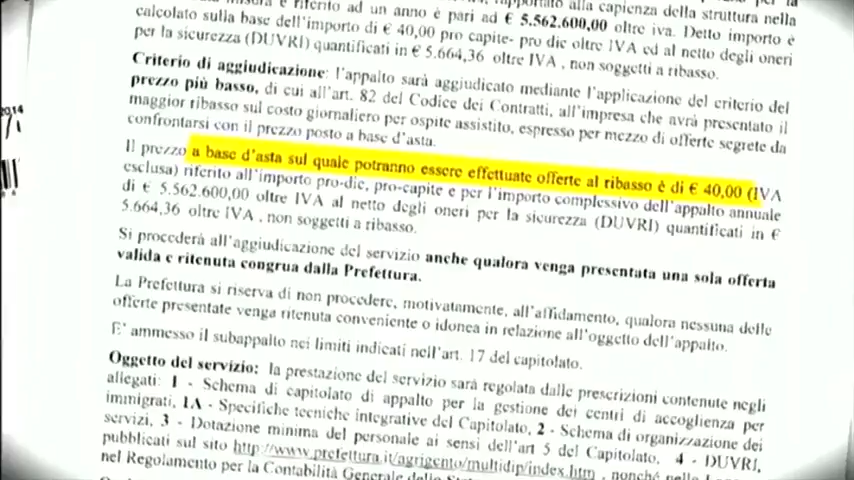 misura e riferito ad un anno è pari ad € 5.562.600,00 oltre iva. Detto importo è
rapportato alla capienza della struttura nella
calcolato sulla base dell'importo di € 40,00 pro capite- pro die oltre IVA ed al netto degli oneri
per la sicurezza (DUVRI) quantificati in € 5.664,36 oltre IVA , non soggetti a ribasso.
Criterio di aggiudicazione: l'appalto sarà aggiudicato mediante l'applicazione del criterio del
prezzo più basso, di cui all'art. 82 del Codice dei Contratti, all'impresa che avrà presentato il
maggior ribasso sul costo giornaliero per ospite assistito, espresso per mezzo di offerte segrete da
confrontarsi con il prezzo posto a base d'asta.
Il prezzo a base d'asta sul quale potranno essere effettuate offerte al ribasso è di € 40,00 (IVA
esclusa) riferito all'importo pro-die, pro-capite e per l'importo complessivo dell'appalto annuale
di € 5.562.600,00 oltre IVA al netto degli oneri per la sicurezza (DUVRI) quantificati in €
5.664,36 oltre IVA , non soggetti a ribasso.
Si procederà all'aggiudicazione del servizio anche qualora venga presentata una sola offerta
valida e ritenuta congrua dalla Prefettura.
La Prefettura si riserva di non procedere, motivatamente, all'affidamento, qualora nessuna delle
offerte presentate venga ritenuta conveniente o idonea in relazione all'oggetto dell'appalto.
E' ammesso il subappalto nei limiti indicati nell'art. 17 del capitolato.
Oggetto del servizio: la prestazione del servizio sarà regolata dalle prescrizioni contenute negli
allegati: 1 - Schema di capitolato di appalto per la gestione dei centri di accoglienza per
immigrati, 1A - Specifiche tecniche integrative del Capitolato, 2 - Schema di organizzazione dei
servizi, 3 - Dotazione minima del personale ai sensi dell'art 5 del Capitolato, 4 - DUVRI,
pubblicati sul sito http://www.prefettura.it/agrigento/multidip/index.htm , nonché nella
nel Regolamento per la Contabilità Generale dello
2014